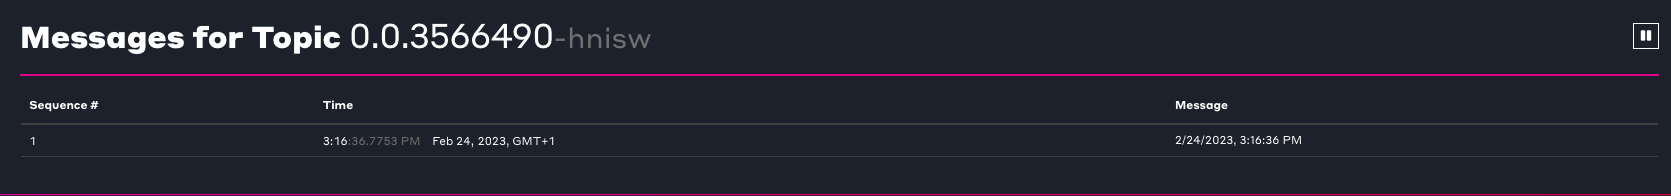 Messages for Topic 0.0.3566490-hnisw
Sequence # Time Message
1 3:16:36.7753 PM Feb 24, 2023, GMT+1 2/24/2023, 3:16:36 PM